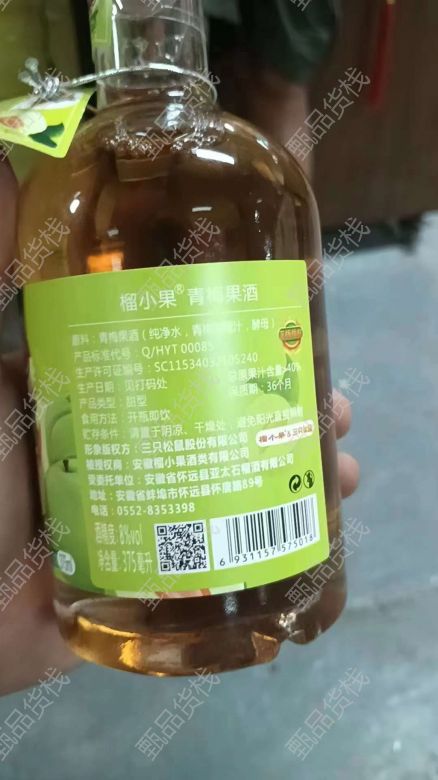 榴小果® 青梅果酒
原料：青梅果酒（纯净水，青梅 汁，酵母）
产品标准代号：Q/HYT 0008S
生产许可证编号：SC11534032105240
原果汁含量≥40%
生产日期：见打码处
保质期：36个月
产品类型：甜型
食用方法：开瓶即饮
贮存条件：请置于阴凉、干燥处，避免阳光直
形象版权方：三只松鼠股份有限公司
被授权商：安徽榴小果酒类有限公司
受委托单位：安徽省怀远县亚太石榴酒有限公司
地址：安徽省蚌埠市怀远县怀唐路89号
电话：0552-8353398
酒精度：8%vol
净含量：375毫升
6 931157 575018
甄品货栈